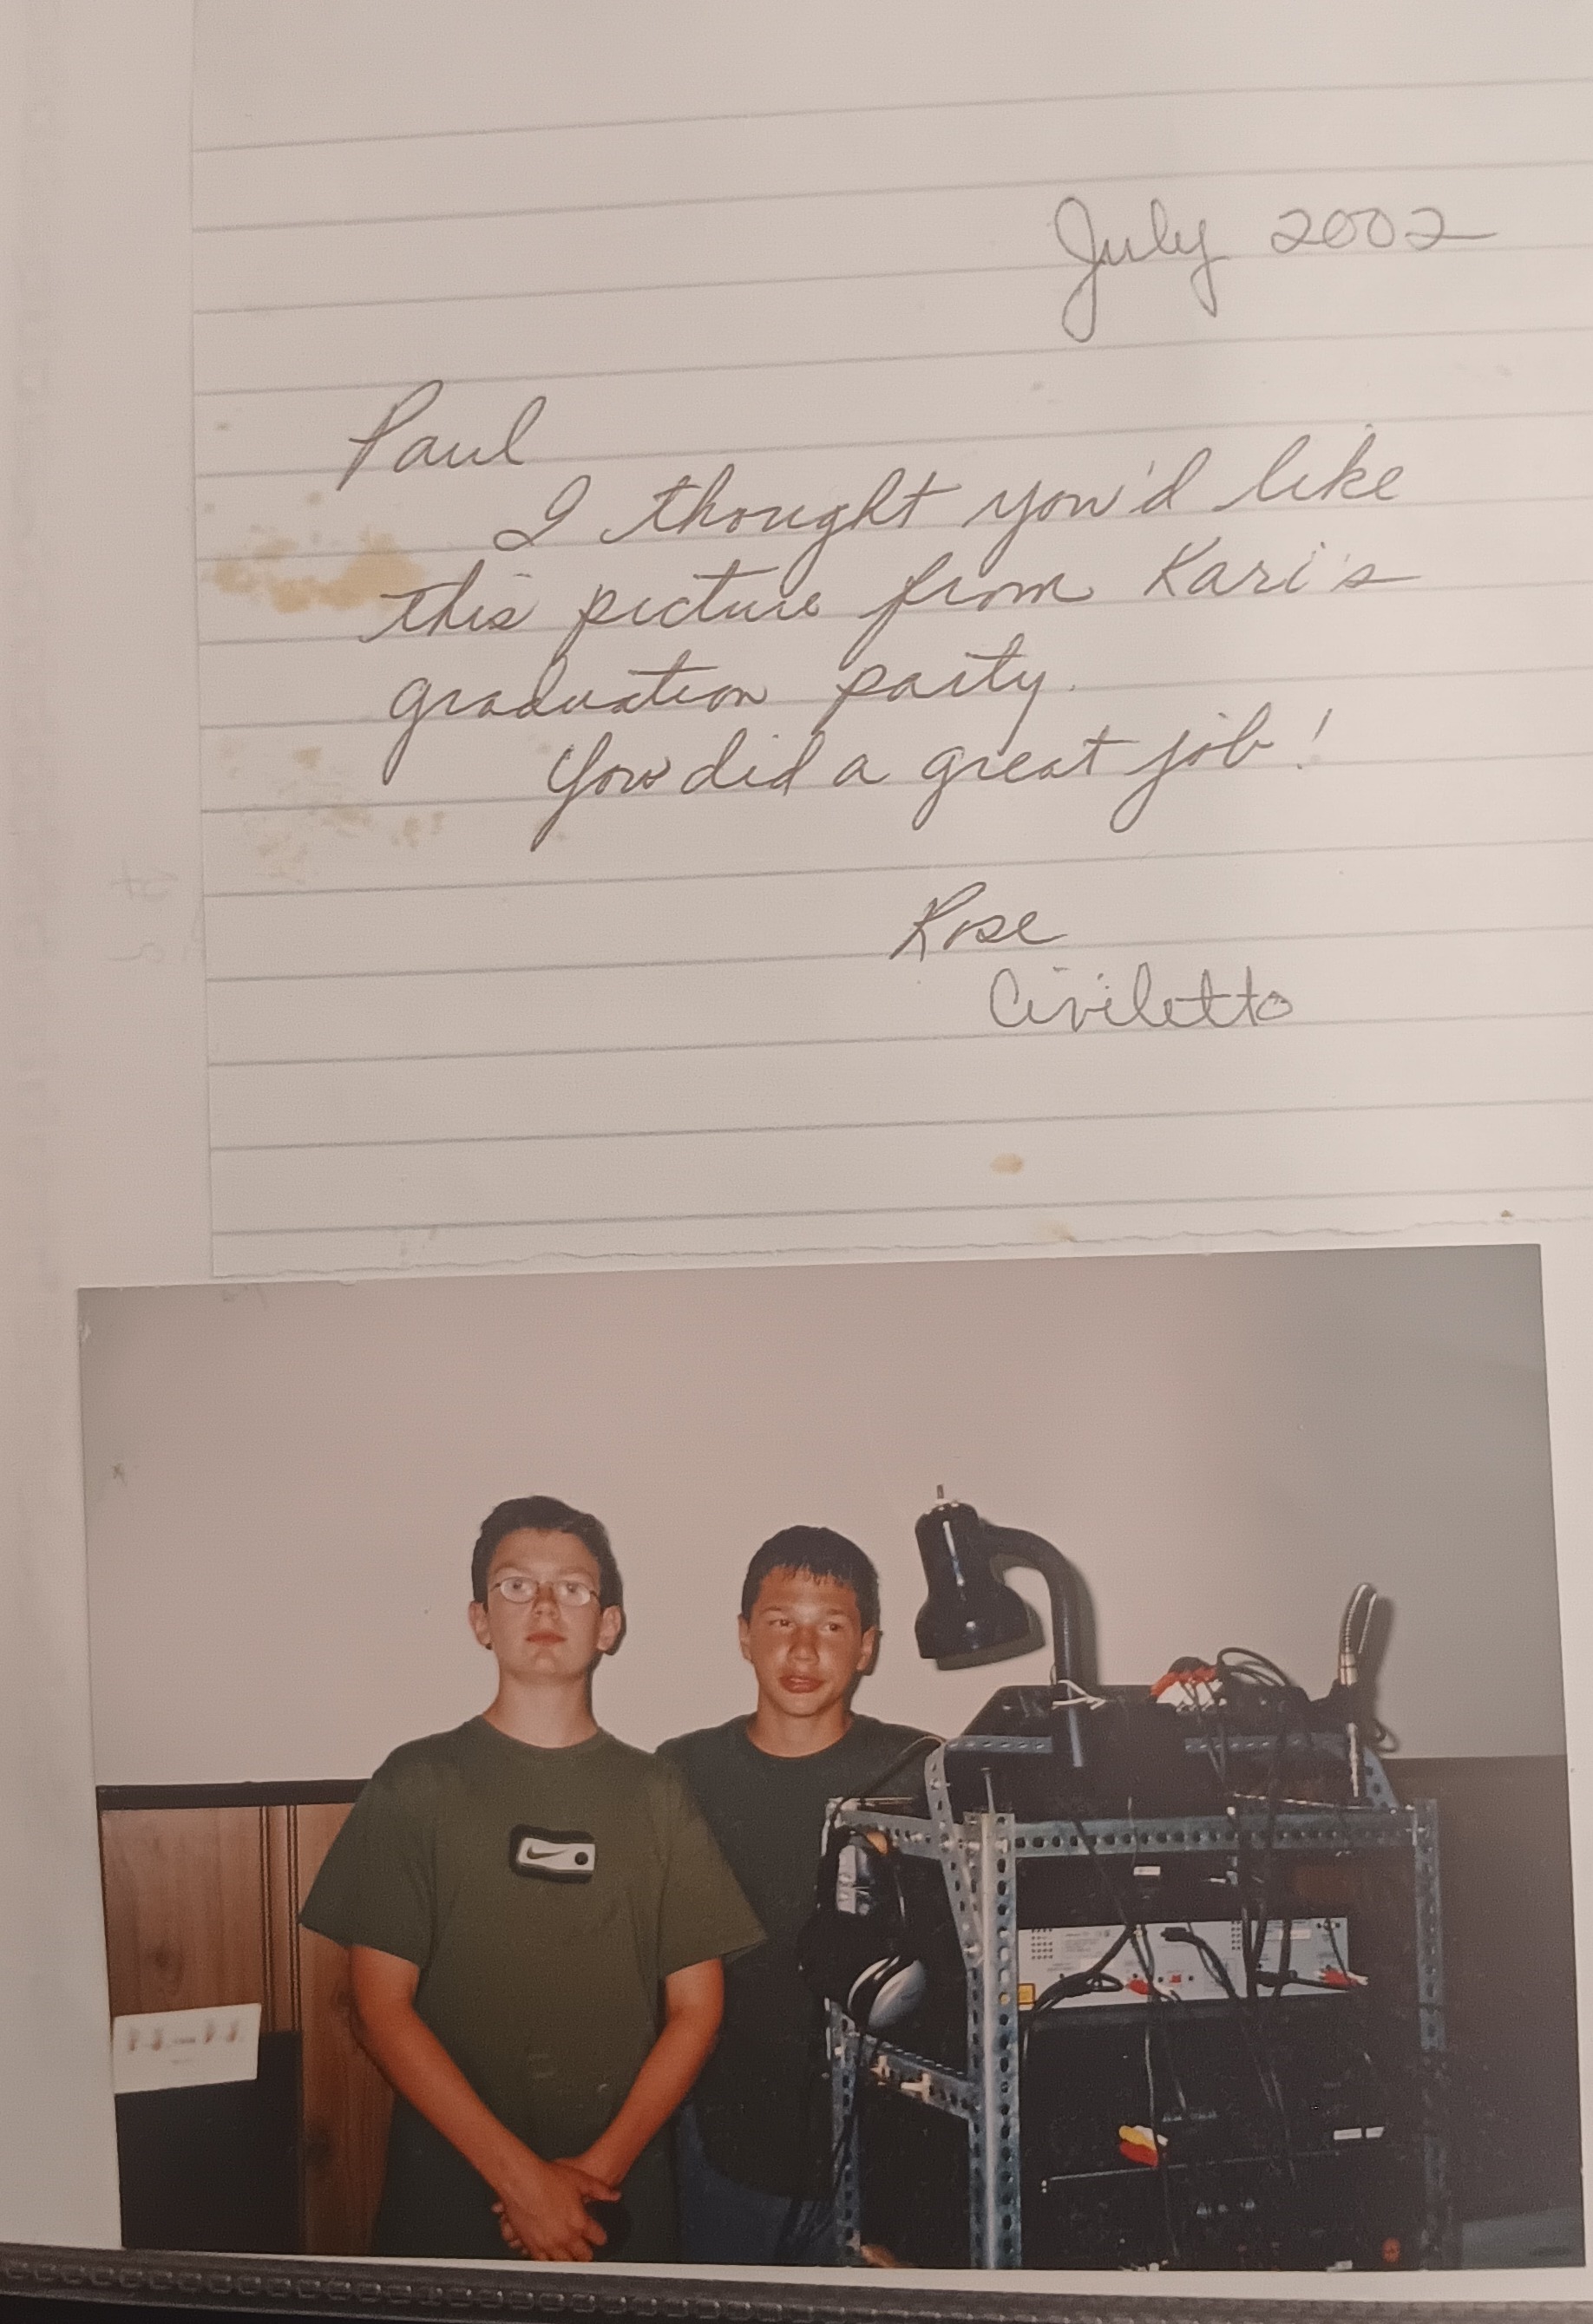 July 2002
Paul
I thought you'd like
this picture from Kari's
graduation party.
You did a great job!
Rose
Civiletto